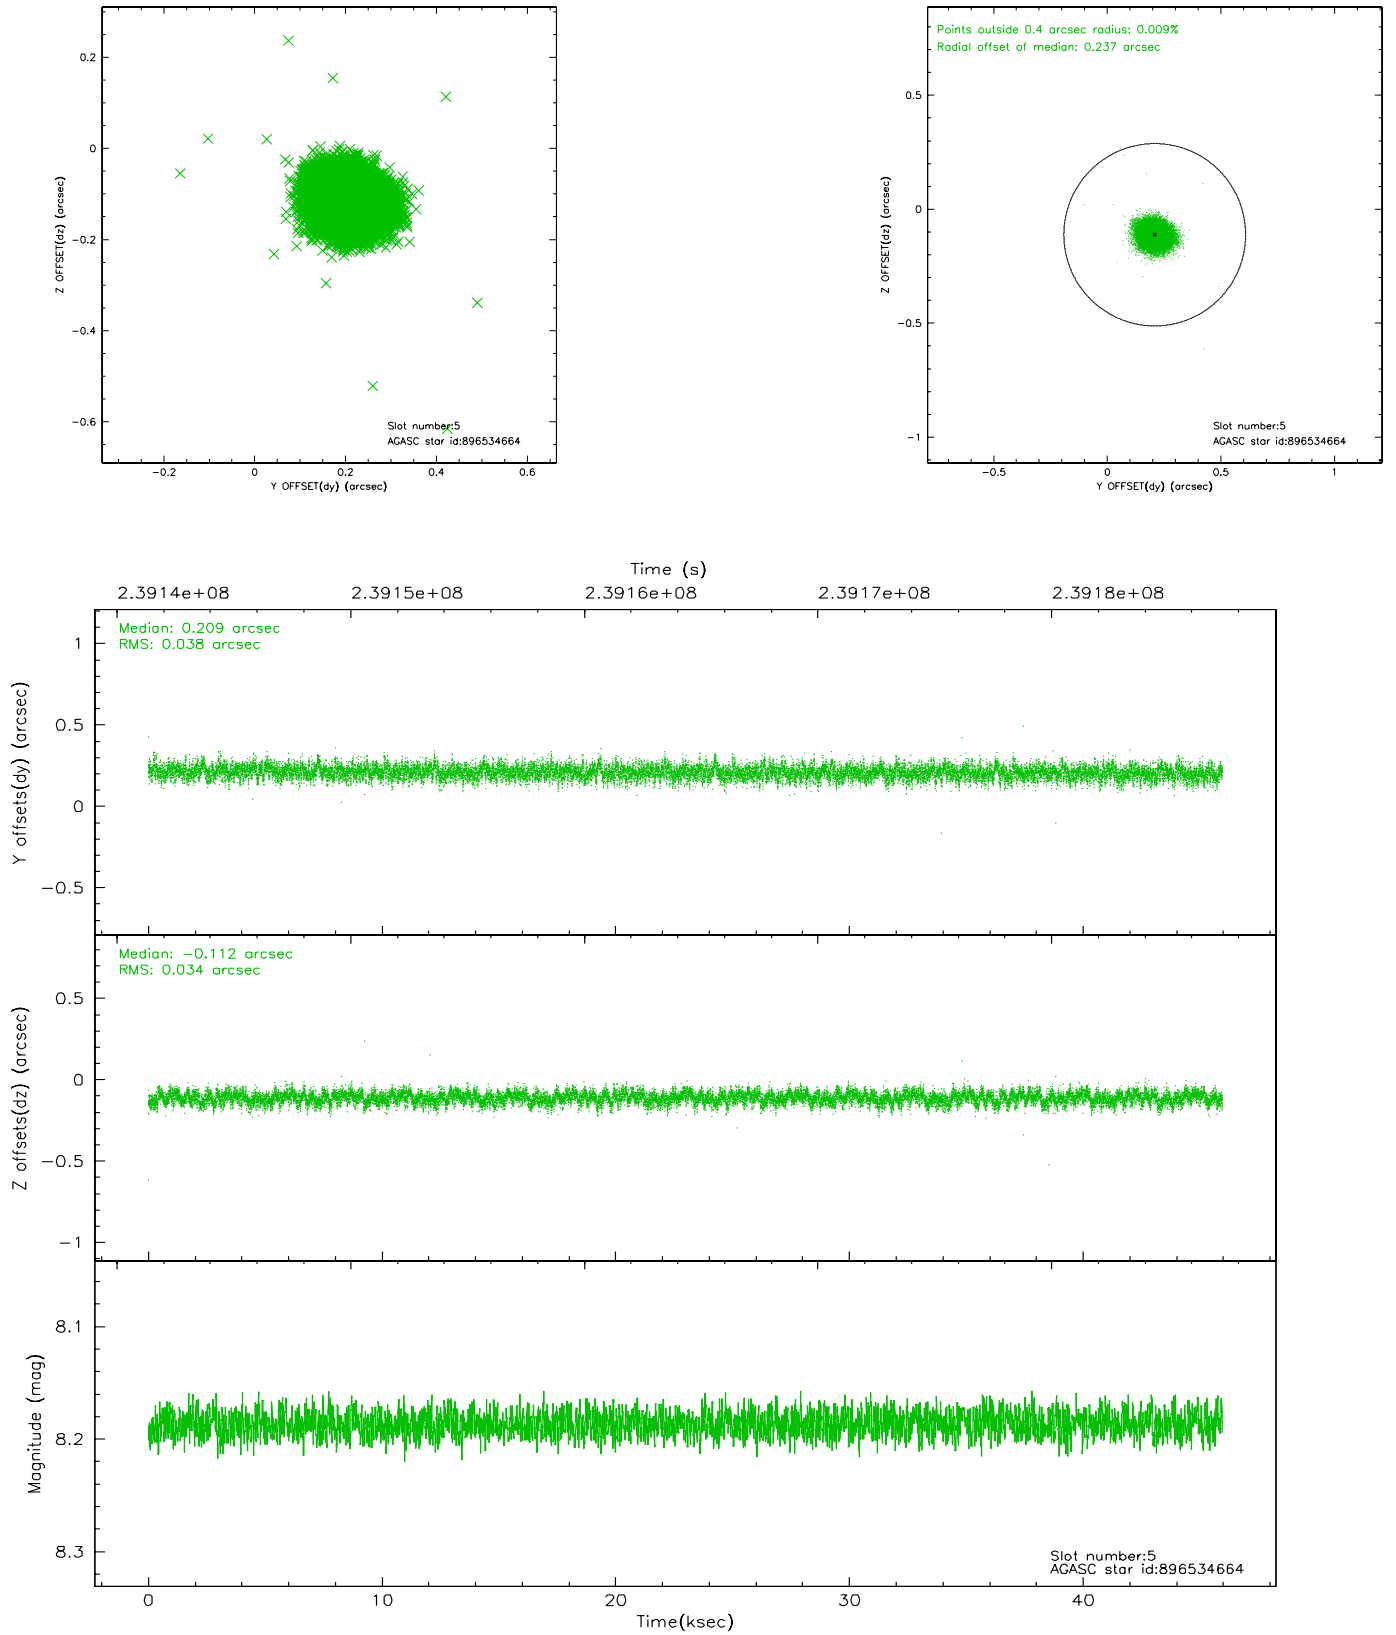 0.2
0
−0.2
−0.4
−0.6
Z OFFSET(dz) (arcsec)
Slot number:5
AGASC star id:896534664
−0.2
0
0.2
0.4
0.6
Y OFFSET(dy) (arcsec)
Points outside 0.4 arcsec radius: 0.009%
Radial offset of median: 0.237 arcsec
0.5
0
−0.5
−1
Z OFFSET(dz) (arcsec)
Slot number:5
AGASC star id:896534664
−0.5
0
0.5
1
Y OFFSET(dy) (arcsec)
Time (s)
2.3914e+08
2.3915e+08
2.3916e+08
2.3917e+08
2.3918e+08
Median: 0.209 arcsec
RMS: 0.038 arcsec
1
0.5
0
−0.5
Y offsets(dy) (arcsec)
Median: −0.112 arcsec
RMS: 0.034 arcsec
0.5
0
−0.5
−1
Z offsets(dz) (arcsec)
8.1
8.2
8.3
Magnitude (mag)
Slot number:5
AGASC star id:896534664
0
10
20
30
40
Time(ksec)